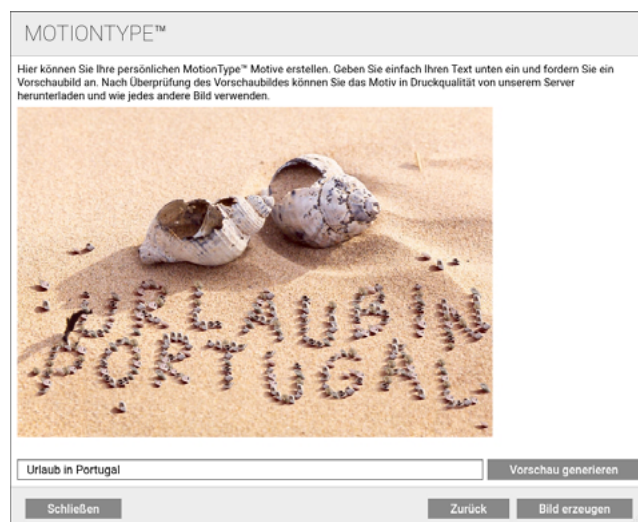 MOTIONTYPE™
Hier können Sie Ihre persönlichen MotionType™ Motive erstellen. Geben Sie einfach Ihren Text unten ein und fordern Sie ein
Vorschaubild an. Nach Überprüfung des Vorschaubildes können Sie das Motiv in Druckqualität von unserem Server
herunterladen und wie jedes andere Bild verwenden.
URLAUB IN
PORTUGAL
Urlaub in Portugal
Vorschau generieren
Schließen
Zurück
Bild erzeugen